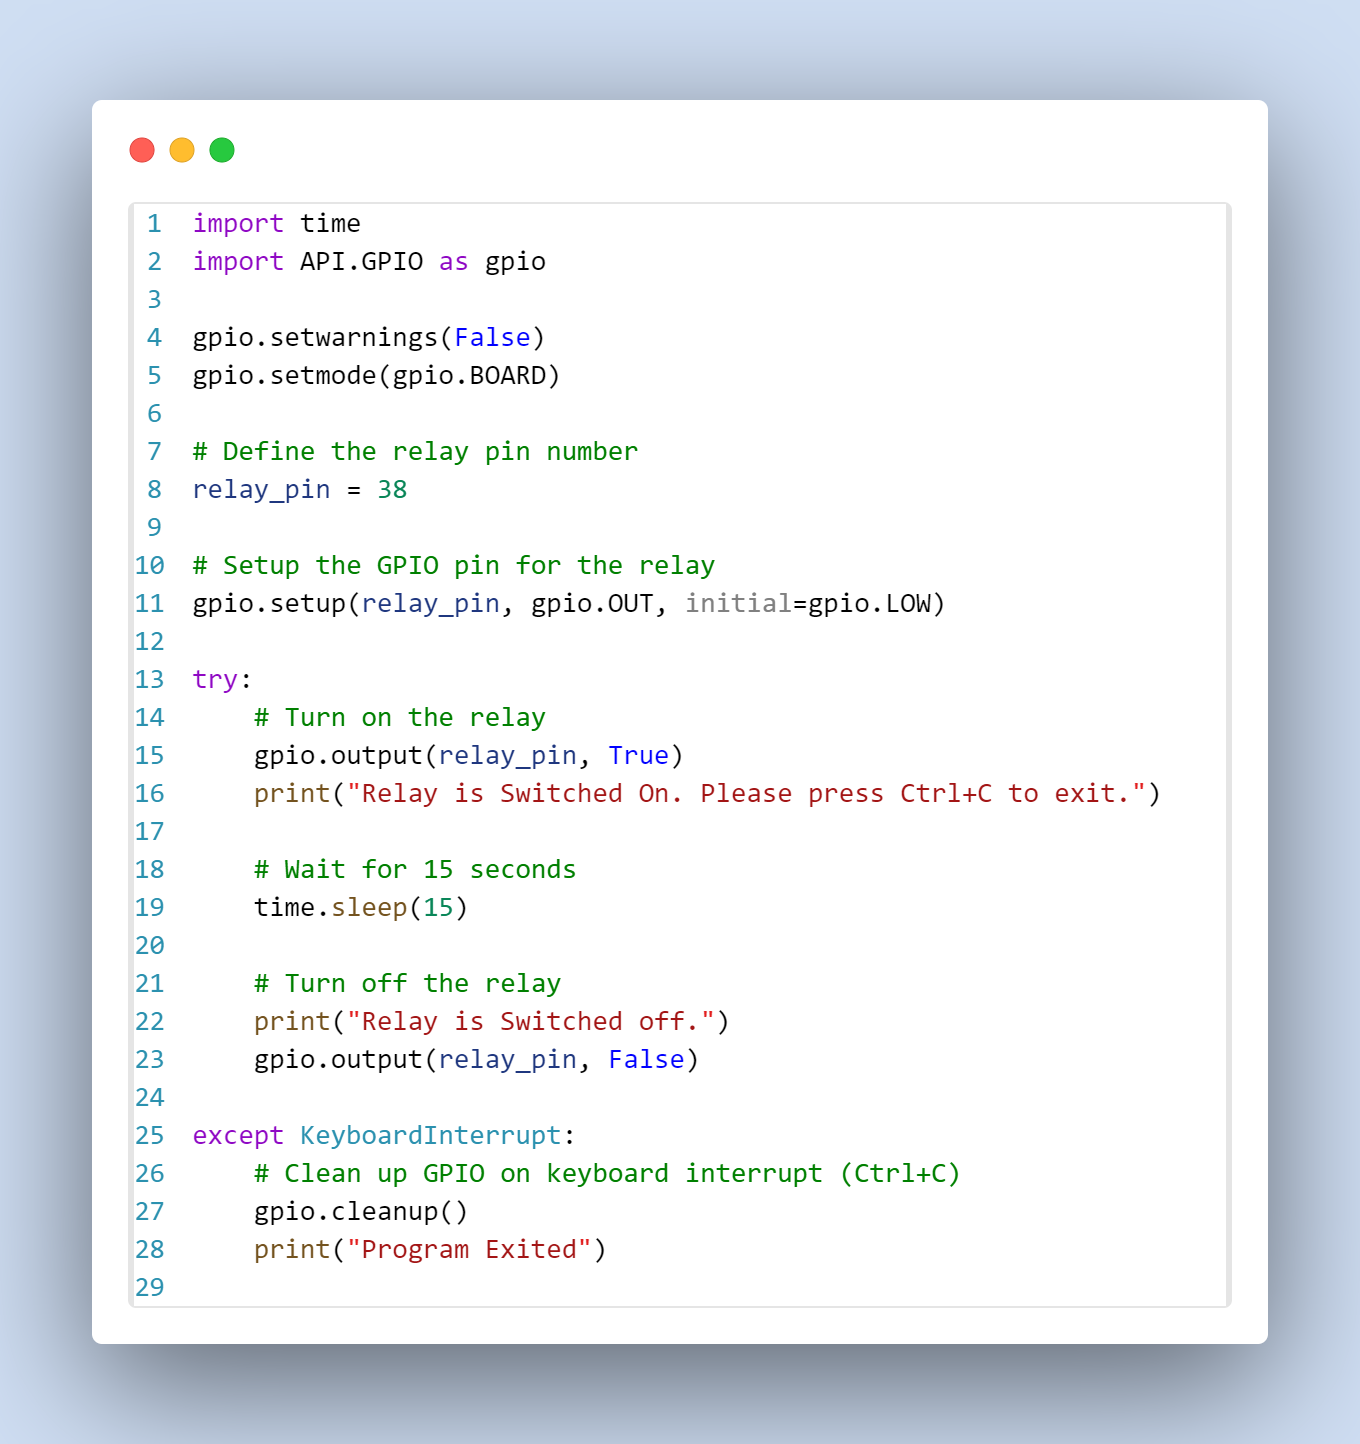 1 import time
2 import API.GPIO as gpio
3
4 gpio.setwarnings(False)
5 gpio.setmode(gpio.BOARD)
6
7 # Define the relay pin number
8 relay_pin = 38
9
10 # Setup the GPIO pin for the relay
11 gpio.setup(relay_pin, gpio.OUT, initial=gpio.LOW)
12
13 try:
14     # Turn on the relay
15     gpio.output(relay_pin, True)
16     print("Relay is Switched On. Please press Ctrl+C to exit.")
17
18     # Wait for 15 seconds
19     time.sleep(15)
20
21     # Turn off the relay
22     print("Relay is Switched off.")
23     gpio.output(relay_pin, False)
24
25 except KeyboardInterrupt:
26     # Clean up GPIO on keyboard interrupt (Ctrl+C)
27     gpio.cleanup()
28     print("Program Exited")
29